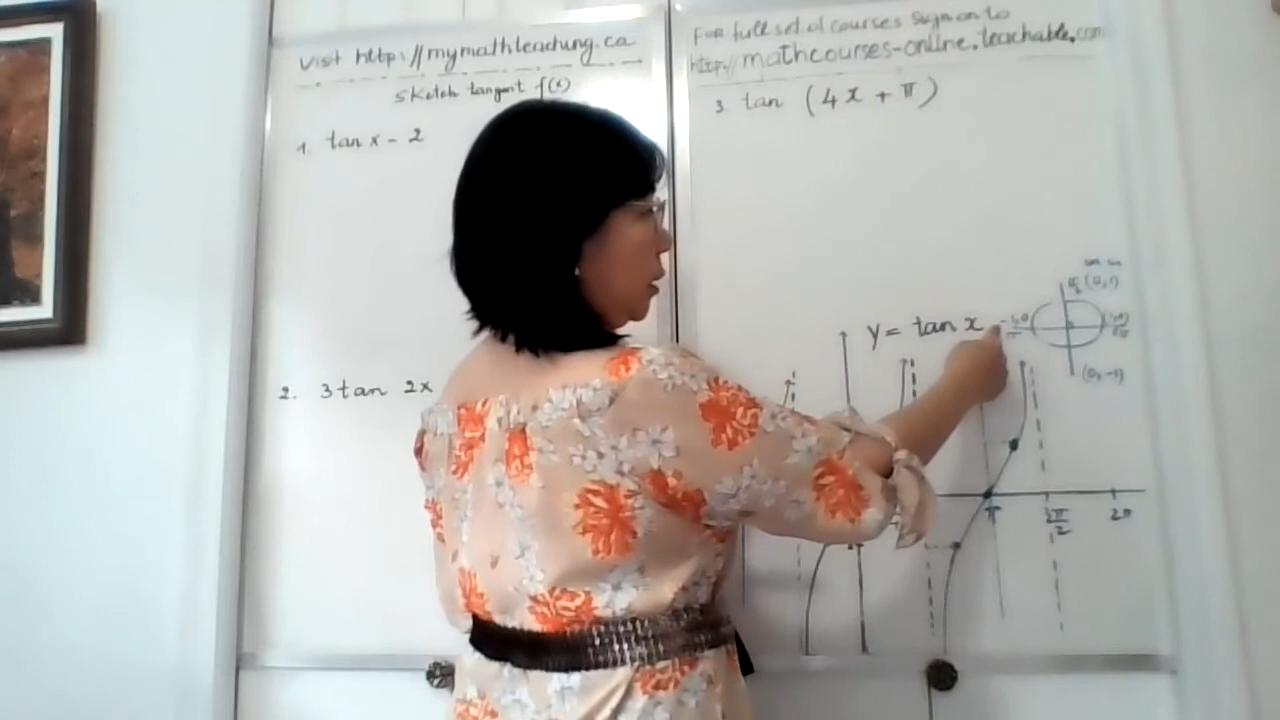 Visit http://mymathteachung.ca
Sketch tangent f(x)
1. tan x - 2
2. 3 tan 2x
For full set of courses sign on to
http://mathcourses-online.teachable.com
3. tan (4x + π)
y = tan x
(0,1)
(0,-1)
π
3π/2
2π